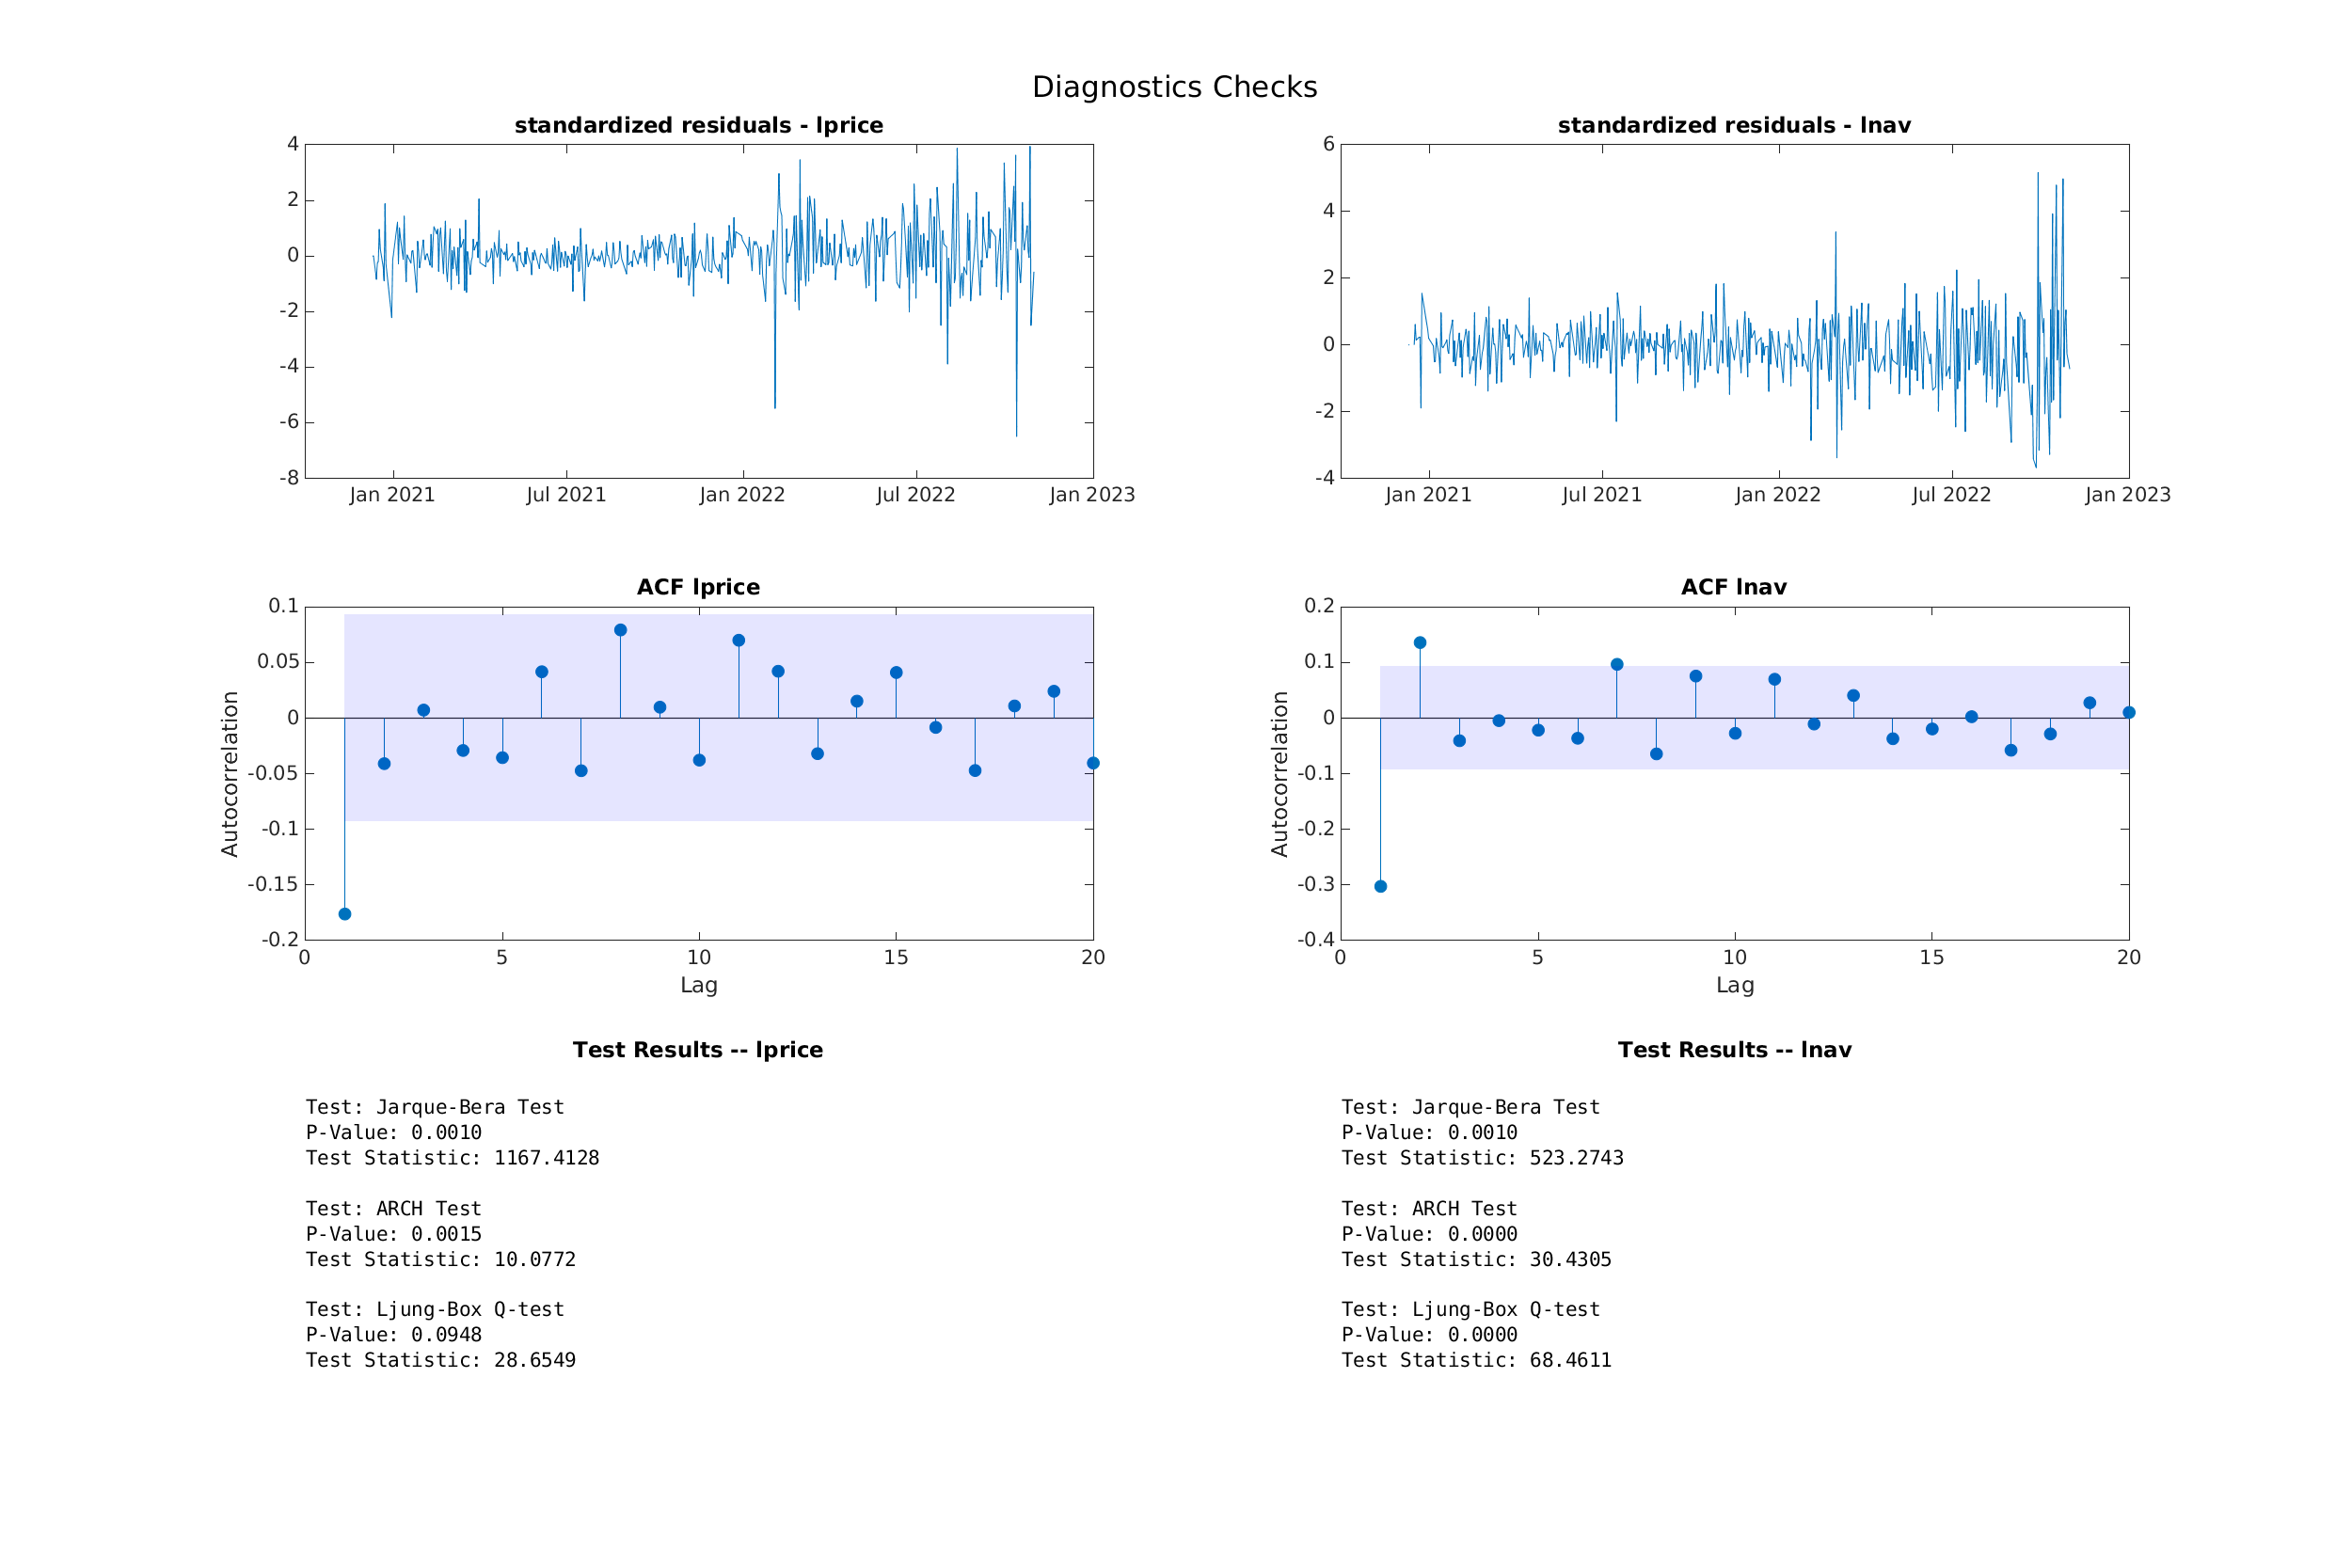 Diagnostics Checks
standardized residuals - lprice
4
2
0
-2
-4
-6
-8
Jan 2021 Jul 2021 Jan 2022 Jul 2022 Jan 2023
standardized residuals - lnav
6
4
2
0
-2
-4
Jan 2021 Jul 2021 Jan 2022 Jul 2022 Jan 2023
ACF lprice
Autocorrelation
0.1
0.05
0
-0.05
-0.1
-0.15
-0.2
0 5 10 15 20
Lag
ACF lnav
Autocorrelation
0.2
0.1
0
-0.1
-0.2
-0.3
-0.4
0 5 10 15 20
Lag
Test Results -- lprice
Test: Jarque-Bera Test
P-Value: 0.0010
Test Statistic: 1167.4128
Test: ARCH Test
P-Value: 0.0015
Test Statistic: 10.0772
Test: Ljung-Box Q-test
P-Value: 0.0948
Test Statistic: 28.6549
Test Results -- lnav
Test: Jarque-Bera Test
P-Value: 0.0010
Test Statistic: 523.2743
Test: ARCH Test
P-Value: 0.0000
Test Statistic: 30.4305
Test: Ljung-Box Q-test
P-Value: 0.0000
Test Statistic: 68.4611